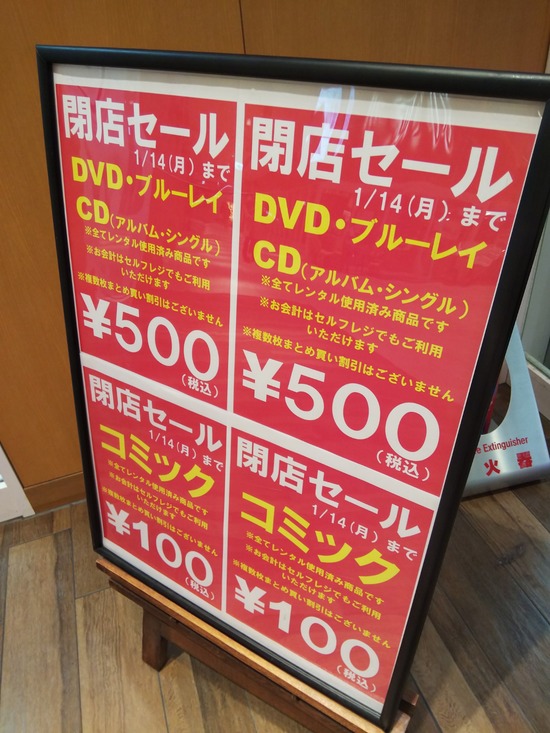 閉店セール
1/14(月)まで
DVD・ブルーレイ
CD(アルバム・シングル)
※全てレンタル使用済み商品です
※お会計はセルフレジでもご利用
いただけます
※複数枚まとめ買い割引はございません
¥500
(税込)
閉店セール
1/14(月)まで
DVD・ブルーレイ
CD(アルバム・シングル)
※全てレンタル使用済み商品です
※お会計はセルフレジでもご利用
いただけます
※複数枚まとめ買い割引はございません
¥500
(税込)
閉店セール
1/14(月)まで
コミック
※全てレンタル使用済み商品です
※お会計はセルフレジでもご利用
いただけます
※複数枚まとめ買い割引はございません
¥100
(税込)
閉店セール
1/14(月)まで
コミック
※全てレンタル使用済み商品です
※お会計はセルフレジでもご利用
いただけます
※複数枚まとめ買い割引はございません
¥100
(税込)
Extinguisher
火器